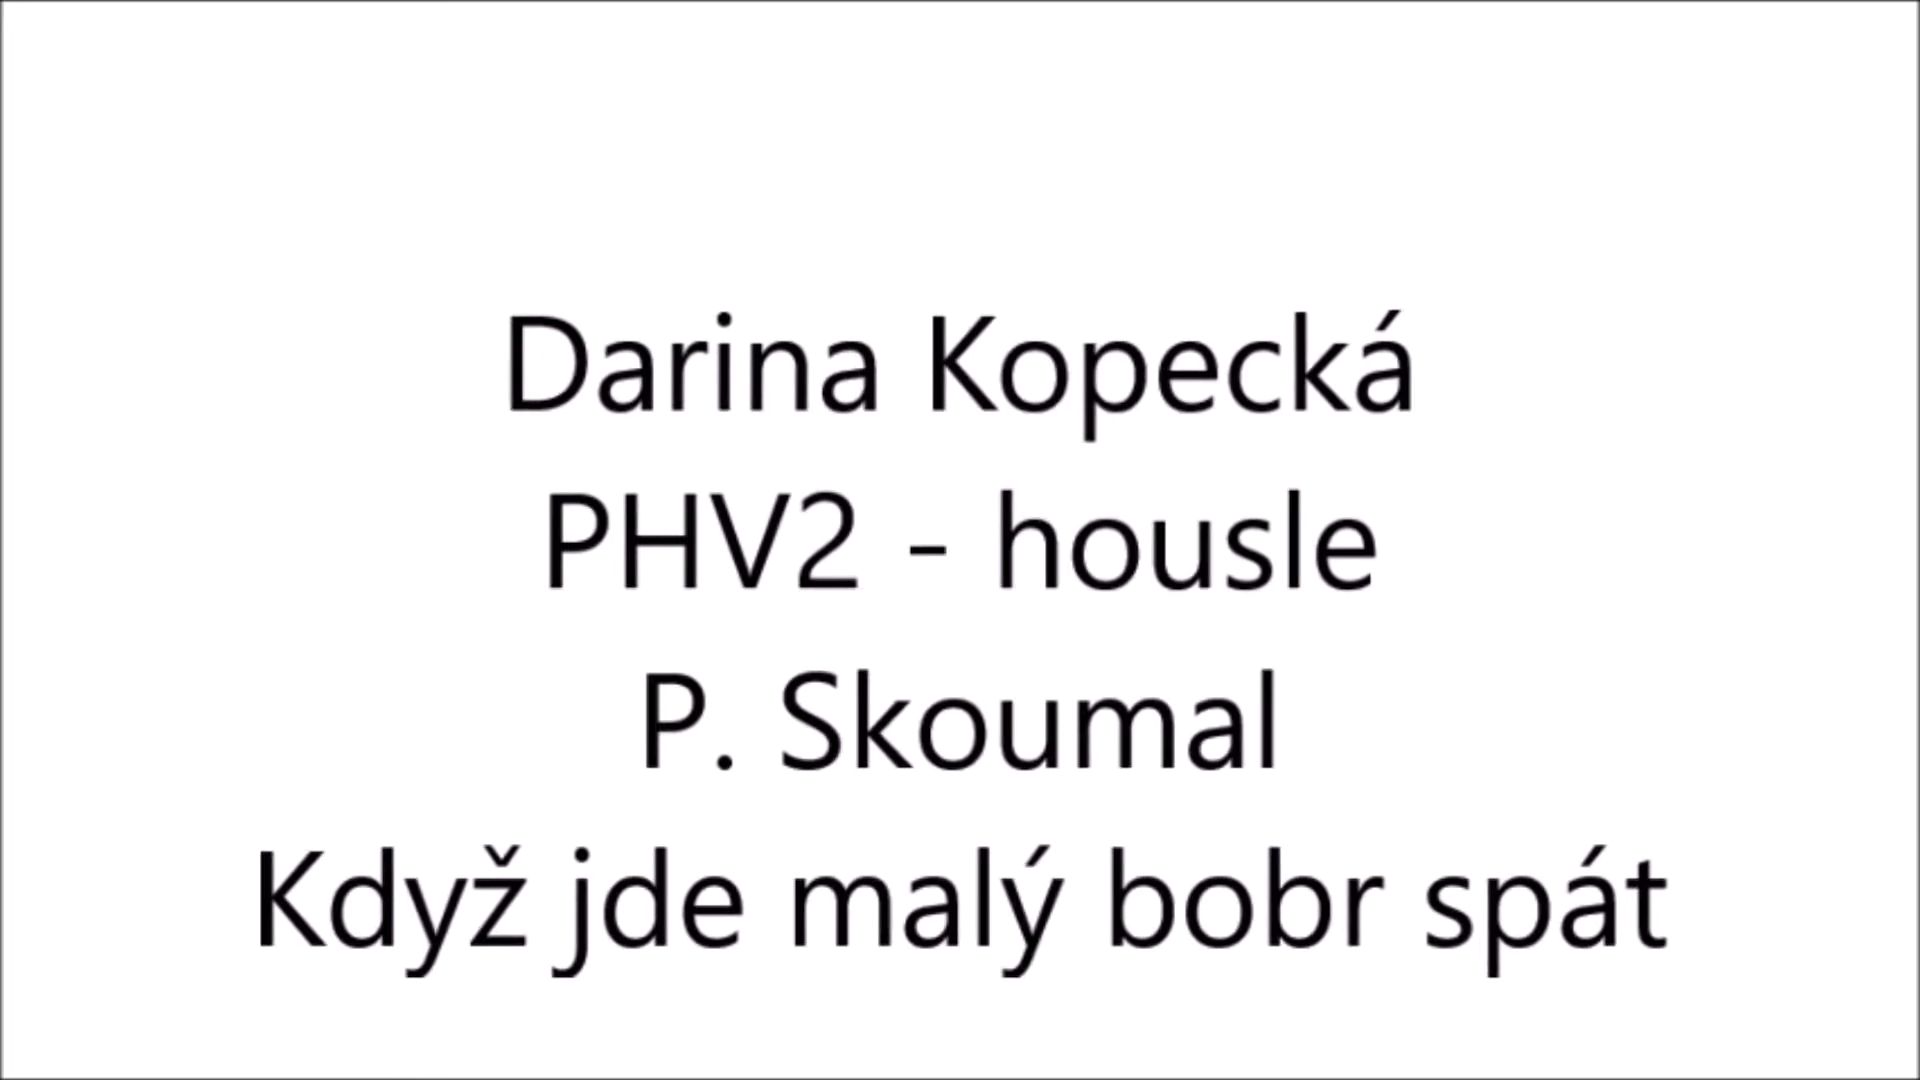 Darina Kopecká
PHV2 - housle
P. Skoumal
Když jde malý bobr spát